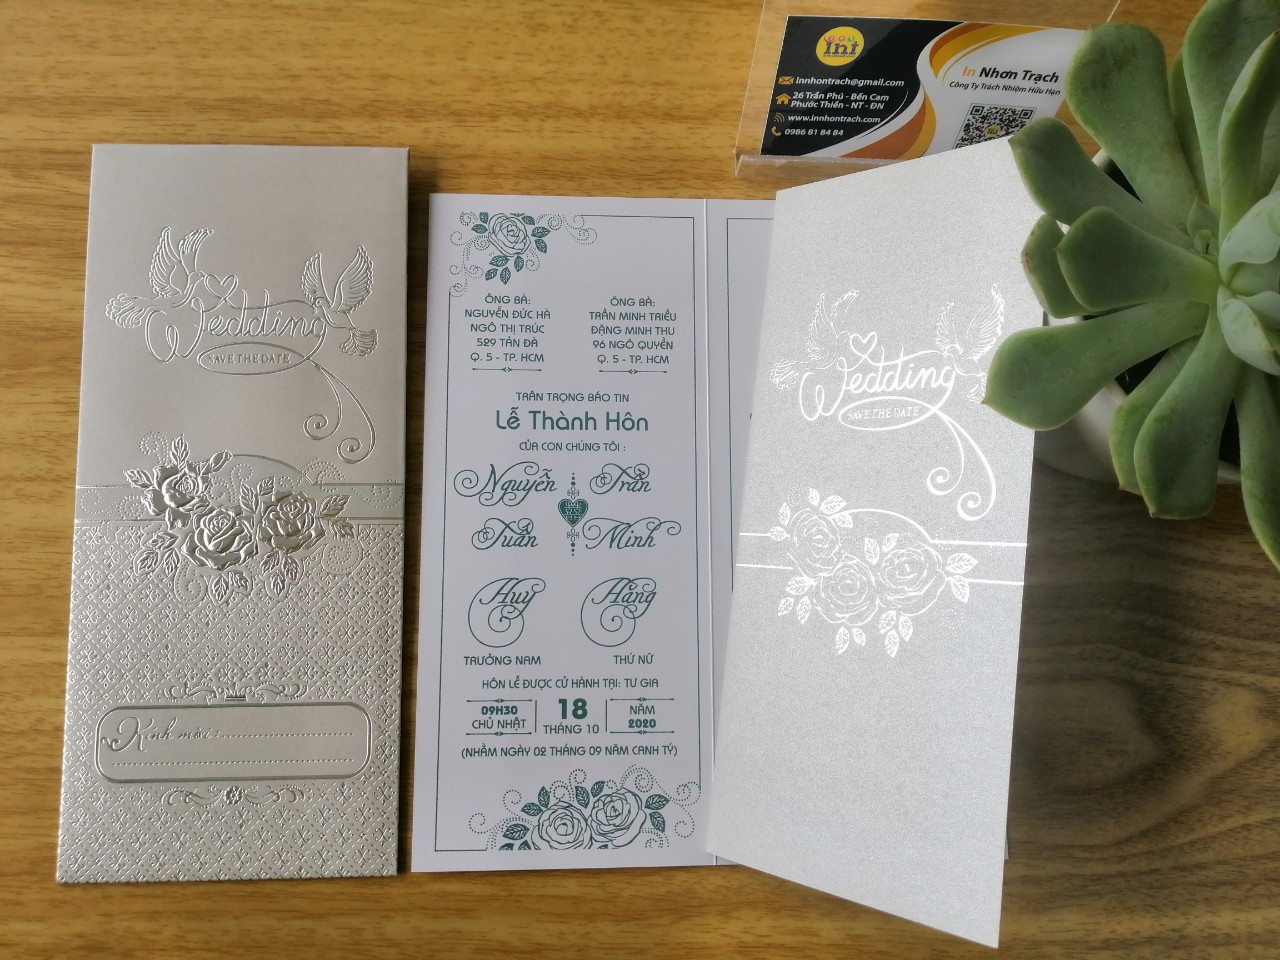 Wedding
SAVE THE DATE
Kính mời :
ÔNG BÀ:
NGUYỄN ĐỨC HÀ
NGÔ THỊ TRÚC
529 TẢN ĐÀ
Q. 5 - TP. HCM
ÔNG BÀ:
TRẦN MINH TRIỀU
ĐẶNG MINH THU
96 NGÔ QUYỀN
Q. 5 - TP. HCM
TRÂN TRỌNG BÁO TIN
Lễ Thành Hôn
CỦA CON CHÚNG TÔI :
Nguyễn
Tuấn
Huy
TRƯỞNG NAM
Trần
Minh
Hằng
THỨ NỮ
HÔN LỄ ĐƯỢC CỬ HÀNH TẠI: TƯ GIA
09H30
CHỦ NHẬT
18
THÁNG 10
NĂM
2020
(NHẰM NGÀY 02 THÁNG 09 NĂM CANH TÝ)
Wedding
SAVE THE DATE
int
innhontrach@gmail.com
26 Trần Phú - Bến Cam
Phước Thiền - NT - ĐN
www.innhontrach.com
0986 81 84 84
In Nhơn Trạch
Công Ty Trách Nhiệm Hữu Hạn